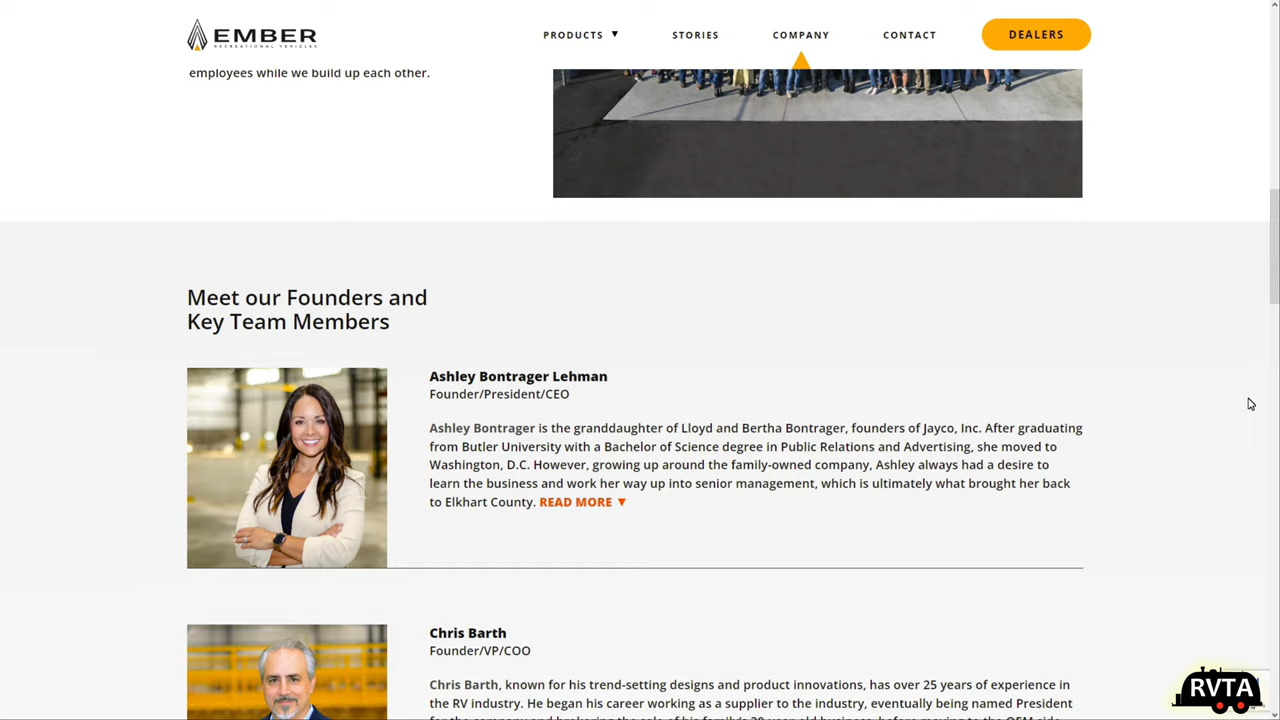 EMBER
RECREATIONAL VEHICLES
PRODUCTS ▼
STORIES
COMPANY
CONTACT
DEALERS
employees while we build up each other.
Meet our Founders and
Key Team Members
Ashley Bontrager Lehman
Founder/President/CEO
Ashley Bontrager is the granddaughter of Lloyd and Bertha Bontrager, founders of Jayco, Inc. After graduating
from Butler University with a Bachelor of Science degree in Public Relations and Advertising, she moved to
Washington, D.C. However, growing up around the family-owned company, Ashley always had a desire to
learn the business and work her way up into senior management, which is ultimately what brought her back
to Elkhart County. READ MORE ▼
Chris Barth
Founder/VP/COO
Chris Barth, known for his trend-setting designs and product innovations, has over 25 years of experience in
the RV industry. He began his career working as a supplier to the industry, eventually being named President
RVTA